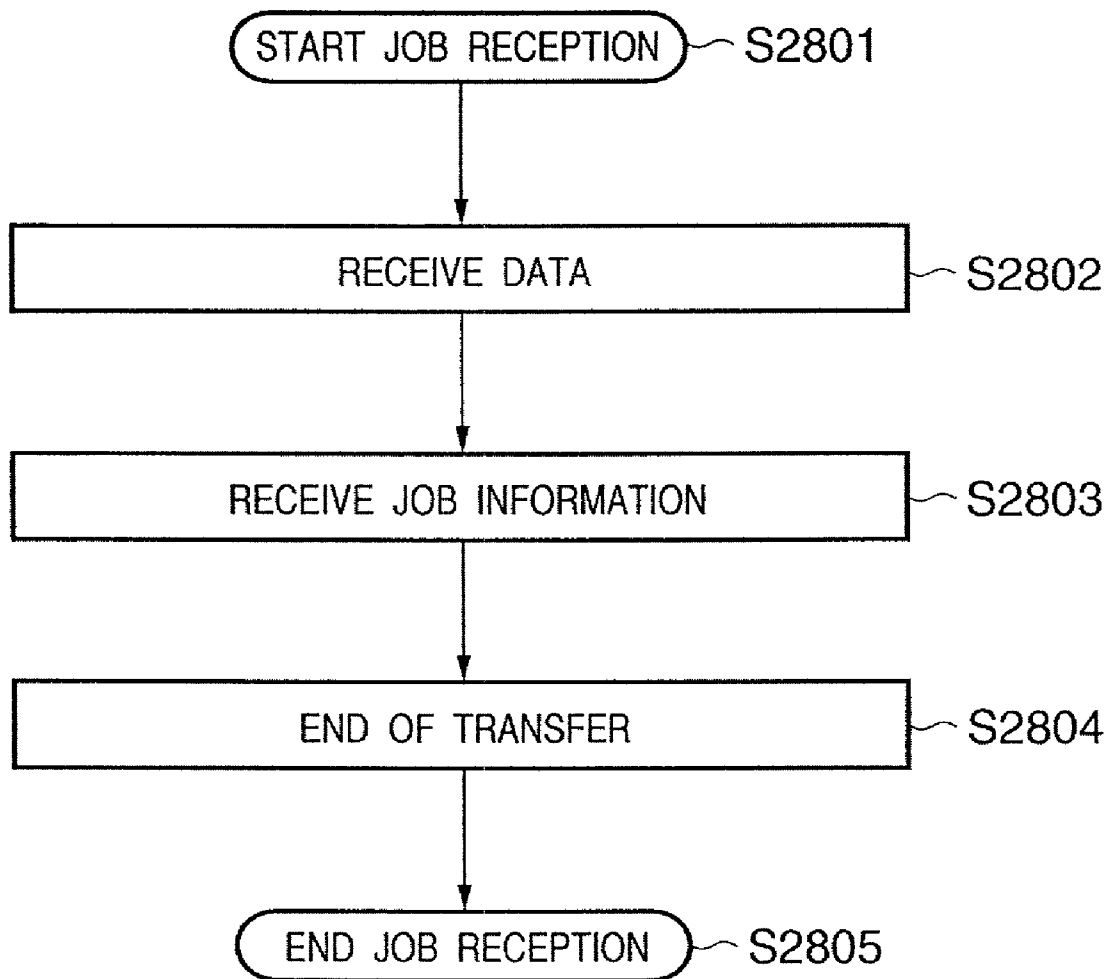 START JOB RECEPTION S2801
RECEIVE DATA S2802
RECEIVE JOB INFORMATION S2803
END OF TRANSFER S2804
END JOB RECEPTION S2805